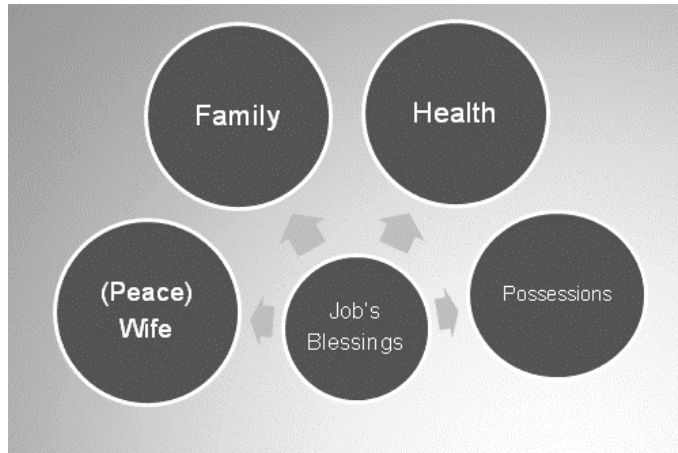 Family
Health
(Peace)
Wife
Job's
Blessings
Possessions